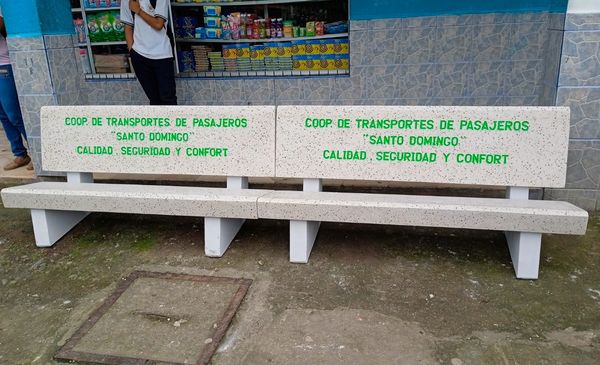 COOP. DE TRANSPORTES DE PASAJEROS
"SANTO DOMINGO"
CALIDAD , SEGURIDAD Y CONFORT
COOP. DE TRANSPORTES DE PASAJEROS
"SANTO DOMINGO"
CALIDAD , SEGURIDAD Y CONFORT